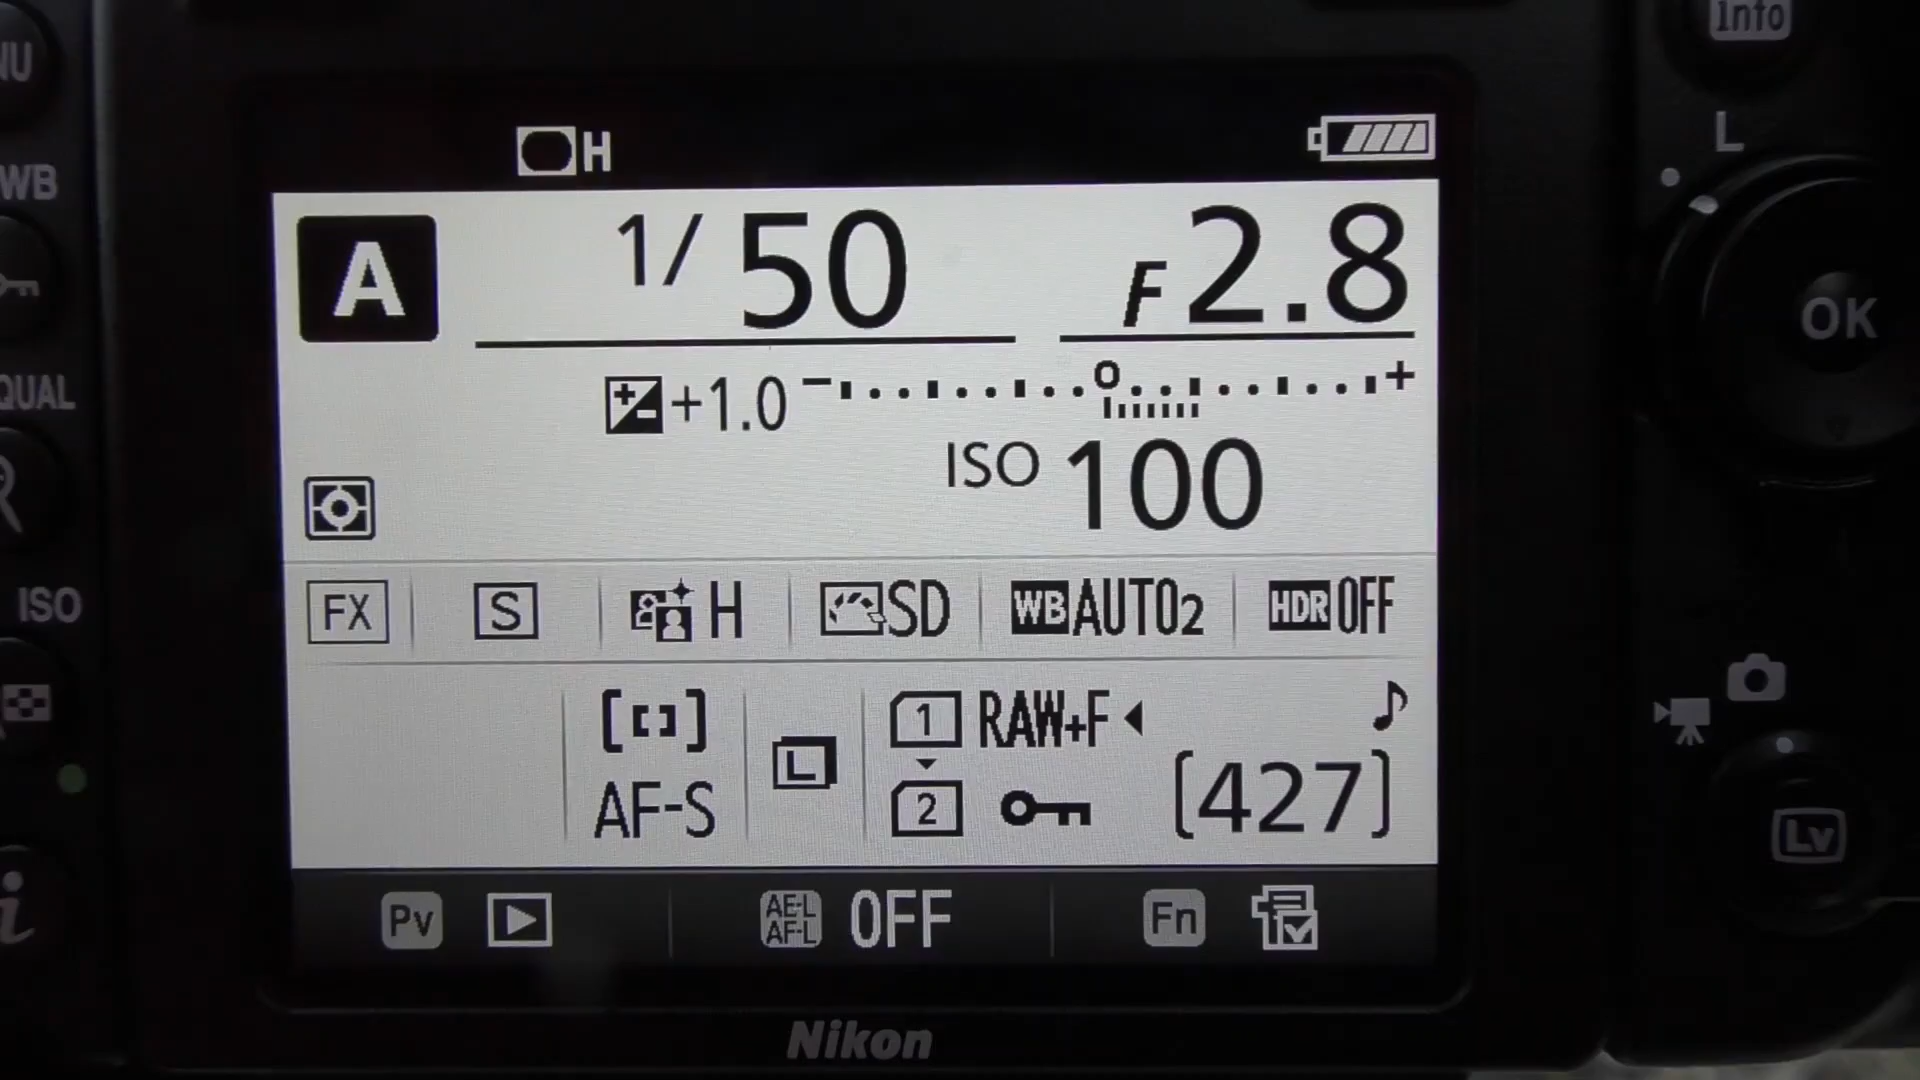 Info
NU
H
L
WB
A 1/50 F2.8
OK
+1.0 - 0 +
QUAL
ISO 100
ISO
FX S H SD WB AUTO2 HDR OFF
[ ] 1 RAW+F
AF-S L 2 [427]
Lv
i
Pv AE-L AF-L OFF Fn
Nikon